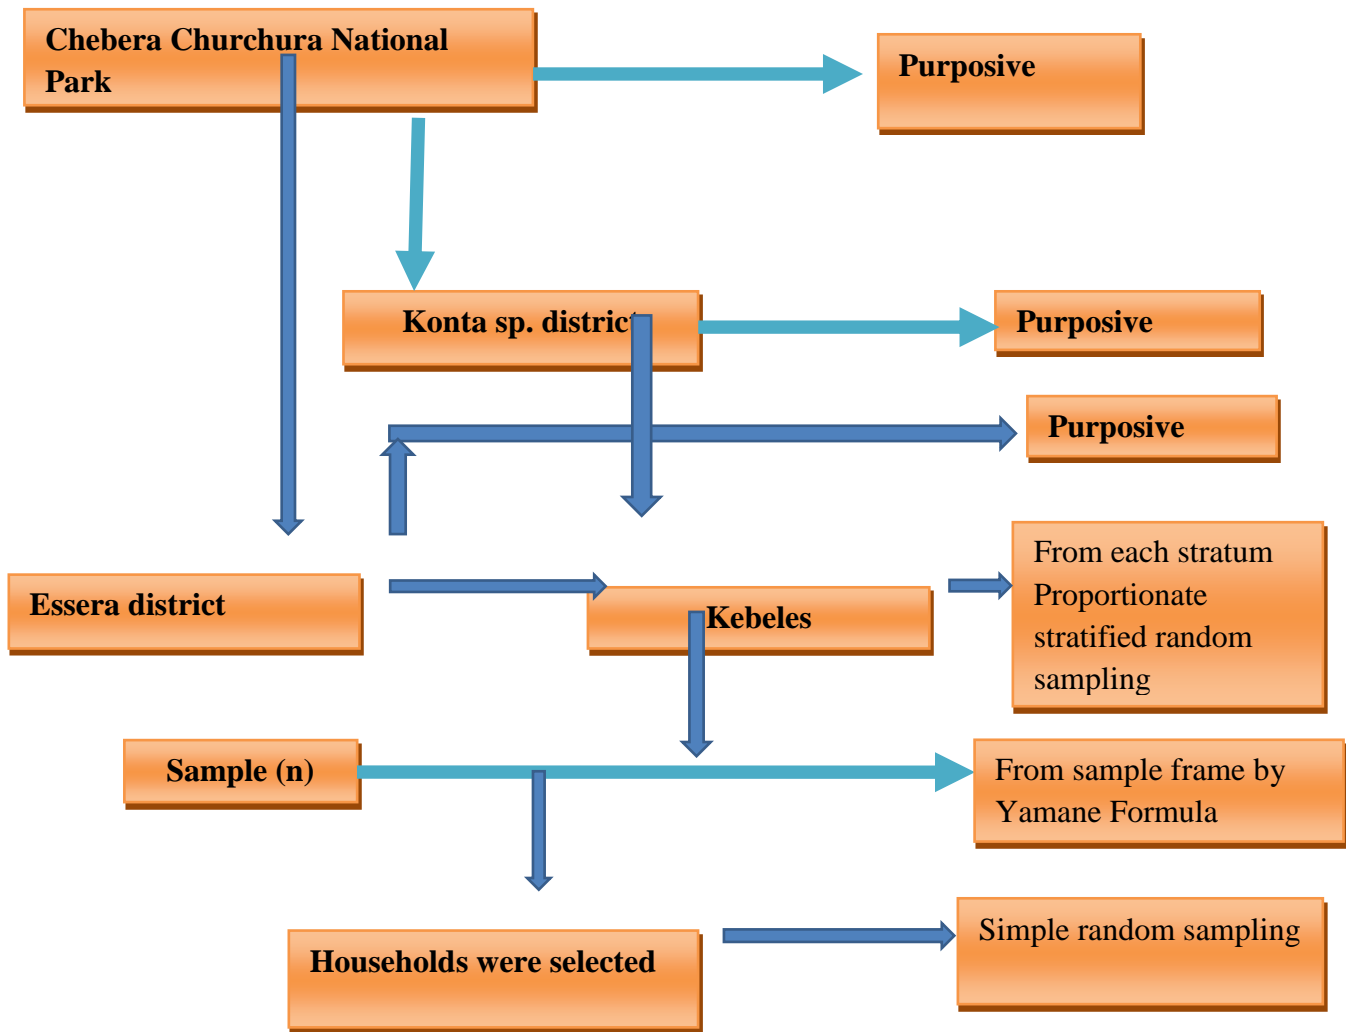 Chebera Churchura National
Park
Purposive
Konta sp. district
Purposive
Purposive
Essera district
Kebeles
From each stratum
Proportionate
stratified random
sampling
Sample (n)
From sample frame by
Yamane Formula
Households were selected
Simple random sampling